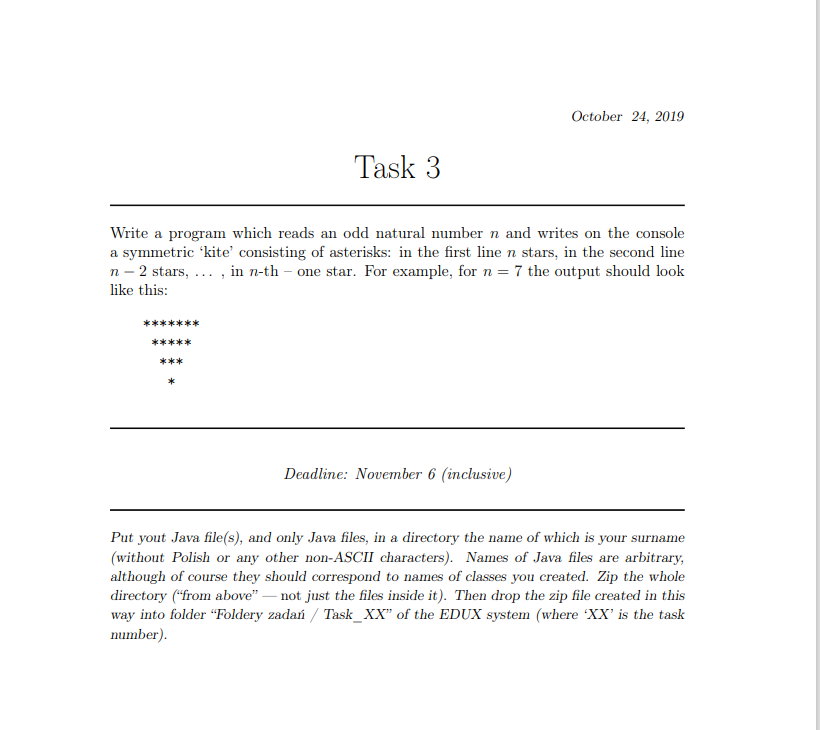 October 24, 2019
Task 3
Write a program which reads an odd natural number n and writes on the console
a symmetric ‘kite’ consisting of asterisks: in the first line n stars, in the second line
n − 2 stars, ... , in n-th – one star. For example, for n = 7 the output should look
like this:
*******
*****
***
*
Deadline: November 6 (inclusive)
Put yout Java file(s), and only Java files, in a directory the name of which is your surname
(without Polish or any other non-ASCII characters). Names of Java files are arbitrary,
although of course they should correspond to names of classes you created. Zip the whole
directory (“from above” — not just the files inside it). Then drop the zip file created in this
way into folder “Foldery zadań / Task_XX” of the EDUX system (where ‘XX’ is the task
number).